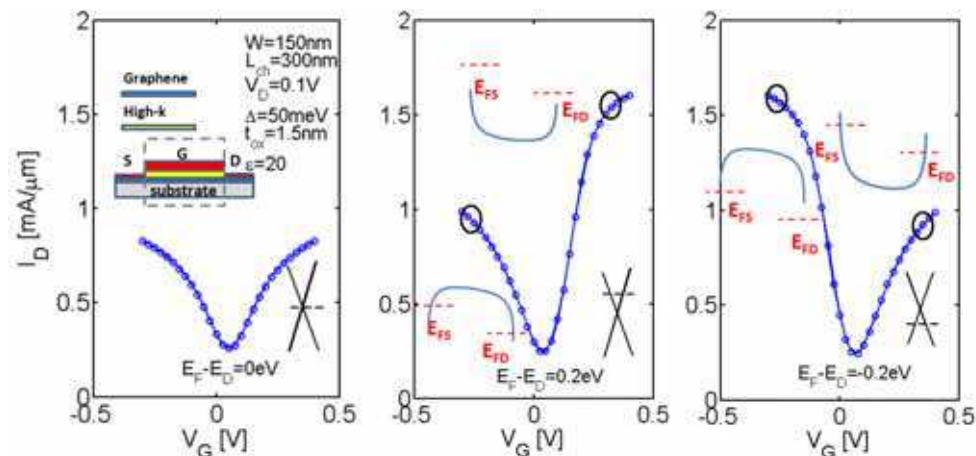 2
1.5
1
0.5
0
I_D [mA/μm]
Graphene
High-k
S
G
D
substrate
W=150nm
L_ch=300nm
V_D=0.1V
Δ=50meV
t_ox=1.5nm
ε=20
E_F-E_D=0eV
-0.5
0
0.5
V_G [V]
2
1.5
1
0.5
0
E_FS
E_FD
E_FS
E_FD
E_F-E_D=0.2eV
-0.5
0
0.5
V_G [V]
2
1.5
1
0.5
0
E_FS
E_FD
E_FS
E_FD
E_F-E_D=-0.2eV
-0.5
0
0.5
V_G [V]